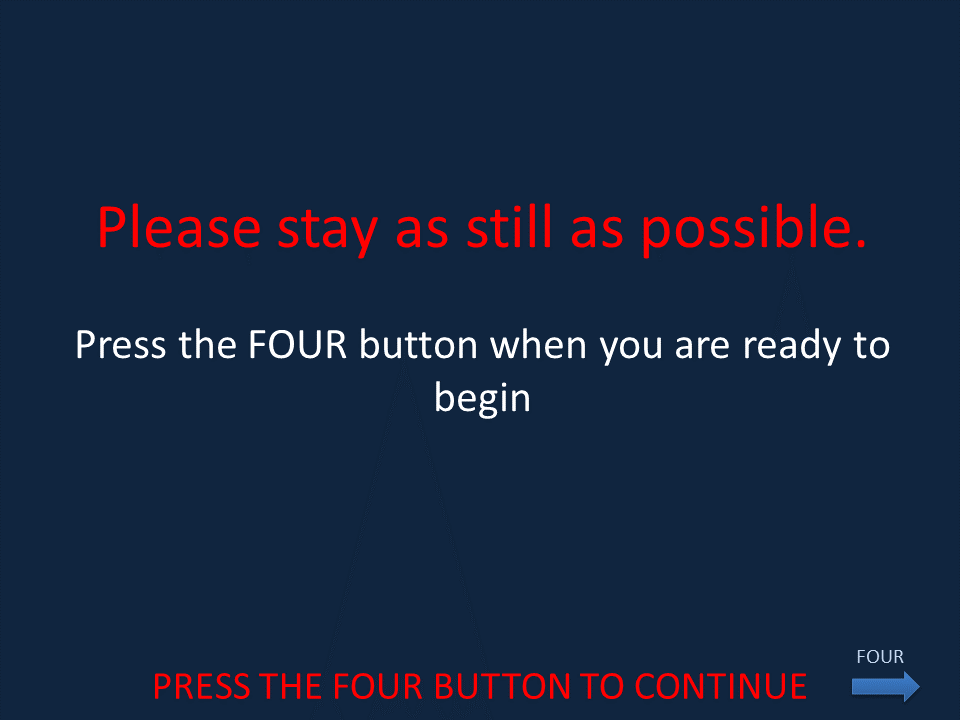 Please stay as still as possible.
Press the FOUR button when you are ready to
begin
FOUR
PRESS THE FOUR BUTTON TO CONTINUE